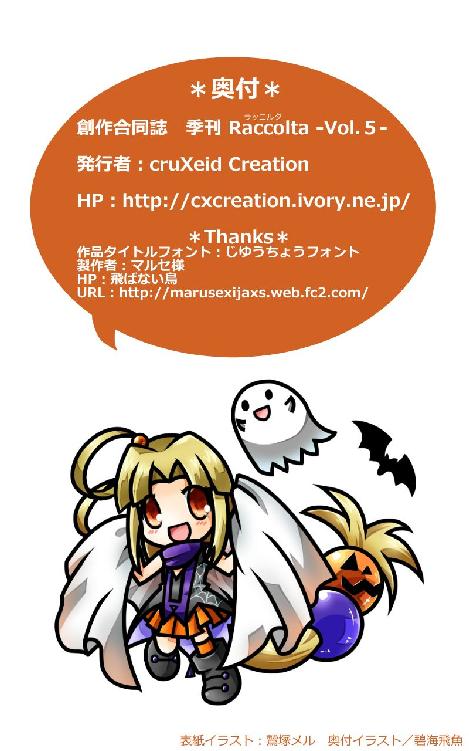 ＊奥付＊
ラッコルタ
創作合同誌　季刊 Raccolta -Vol. 5-
発行者：cruXeid Creation
HP：http://cxcreation.ivory.ne.jp/
＊Thanks＊
作品タイトルフォント：じゆうちょうフォント
製作者：マルセ様
HP：飛ばない鳥
URL：http://marusexijaxs.web.fc2.com/
表紙イラスト：鷲塚メル　奥付イラスト／碧海飛角